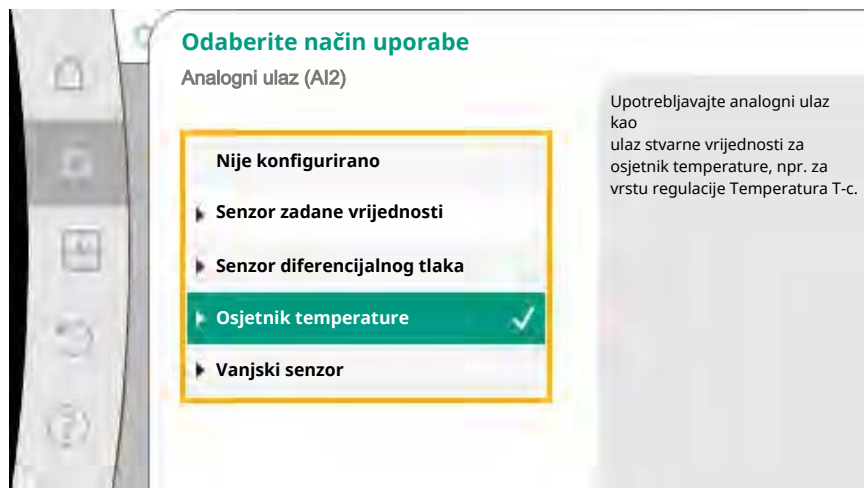 Odaberite način uporabe
Analogni ulaz (AI2)
Nije konfigurirano
Senzor zadane vrijednosti
Senzor diferencijalnog tlaka
Osjetnik temperature
Vanjski senzor
Upotrebljavajte analogni ulaz
kao
ulaz stvarne vrijednosti za
osjetnik temperature, npr. za
vrstu regulacije Temperatura T-c.